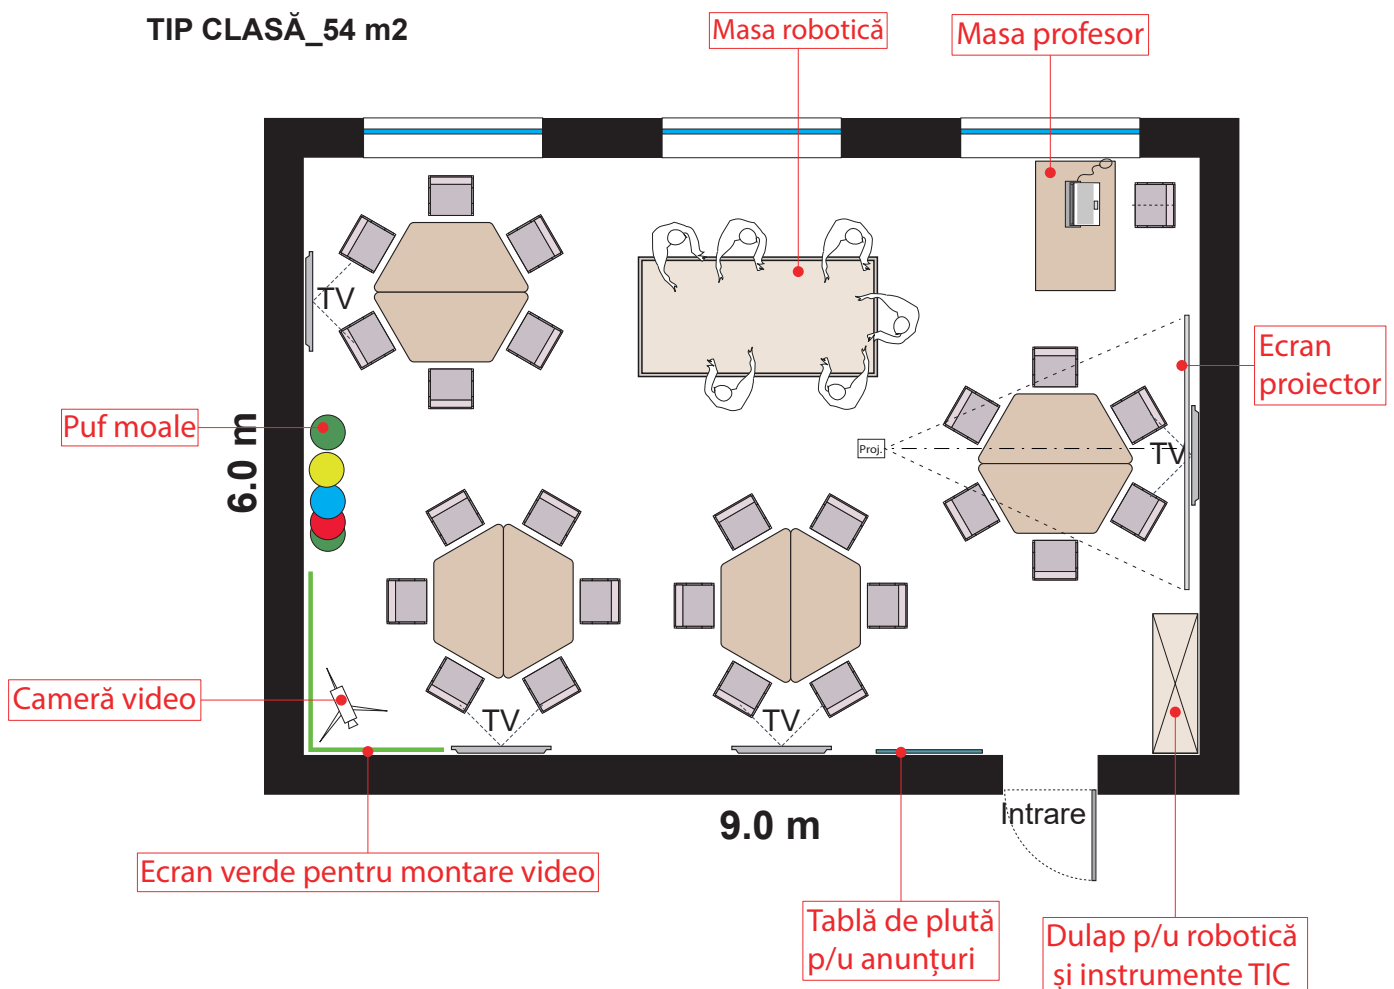 TIP CLASĂ_54 m2
Masa robotică
Masa profesor
TV
Ecran
proiector
Puf moale
6.0 m
Proj.
TV
Cameră video
TV
TV
9.0 m
Intrare
Ecran verde pentru montare video
Tablă de plută
p/u anunțuri
Dulap p/u robotică
și instrumente TIC